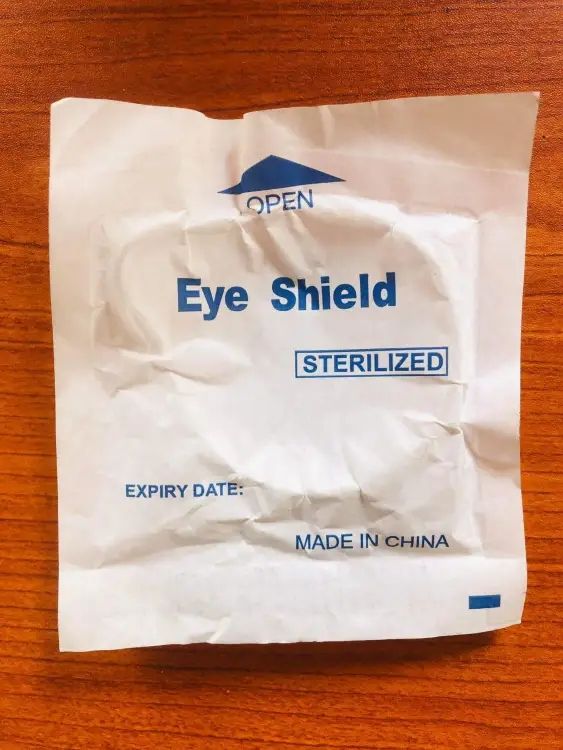 OPEN
Eye Shield
STERILIZED
EXPIRY DATE:
MADE IN CHINA